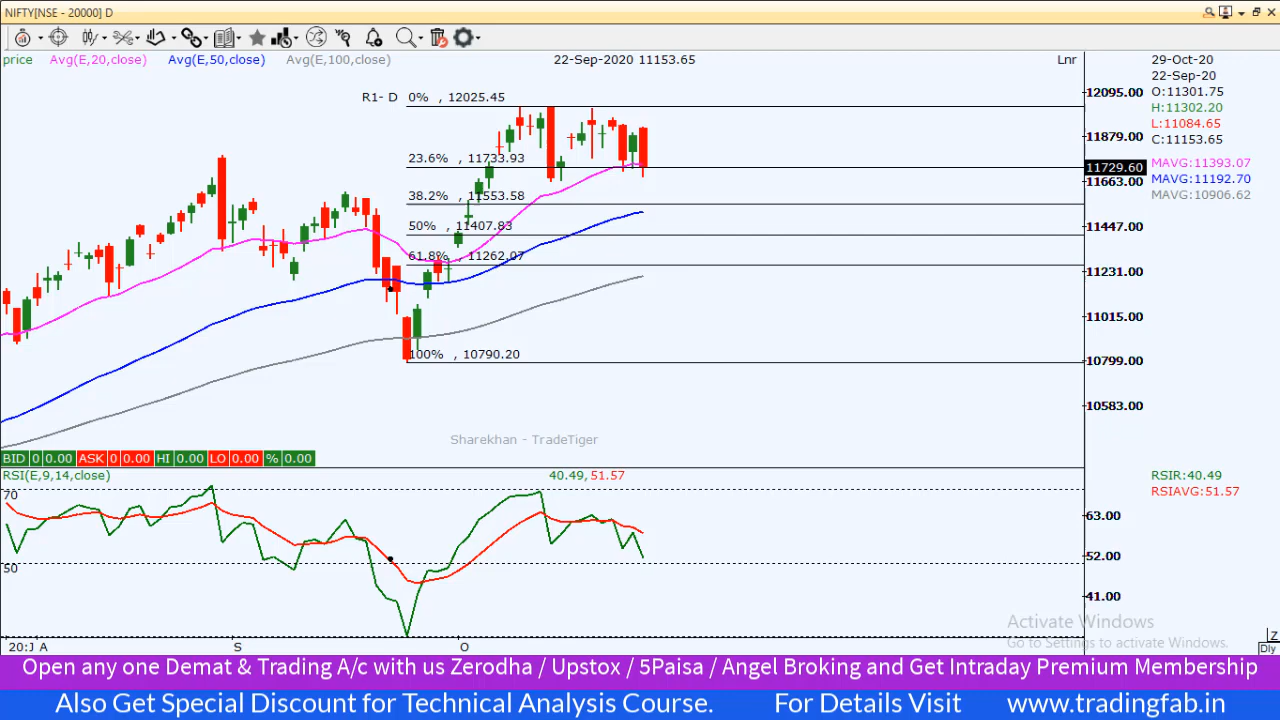 NIFTY[NSE - 20000] D
price Avg(E,20,close) Avg(E,50,close) Avg(E,100,close) 22-Sep-2020 11153.65 Lnr
29-Oct-20
22-Sep-20
O:11301.75
H:11302.20
L:11084.65
C:11153.65
MAVG:11393.07
MAVG:11192.70
MAVG:10906.62
R1- D 0% , 12025.45
23.6% , 11733.93
38.2% , 11553.58
50% , 11407.83
61.8% , 11262.07
100% , 10790.20
12095.00
11879.00
11729.60
11663.00
11447.00
11231.00
11015.00
10799.00
10583.00
Sharekhan - TradeTiger
BID 0 0.00 ASK 0 0.00 HI 0.00 LO 0.00 % 0.00
RSI(E,9,14,close) 40.49, 51.57
RSIR:40.49
RSIAVG:51.57
70
50
63.00
52.00
41.00
Activate Windows
Go to Settings to activate Windows.
20:J A S O
Z
Dly
Open any one Demat & Trading A/c with us Zerodha / Upstox / 5Paisa / Angel Broking and Get Intraday Premium Membership
Also Get Special Discount for Technical Analysis Course. For Details Visit www.tradingfab.in